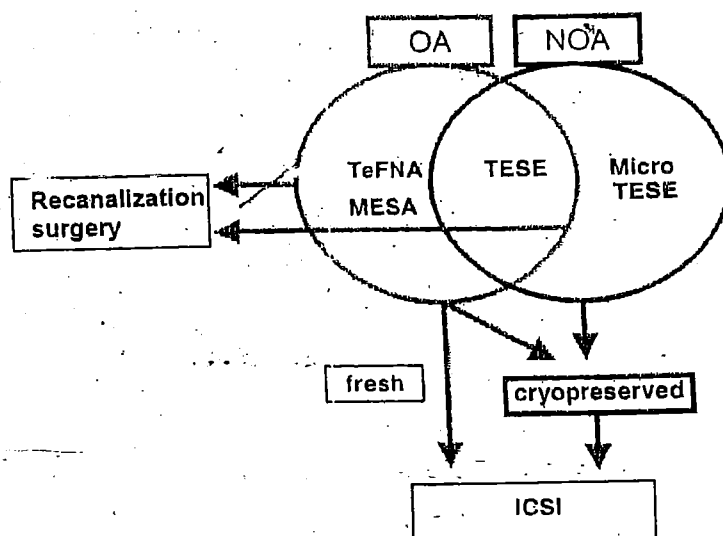 OA
NOA
TeFNA
MESA
TESE
Micro
TESE
Recanalization
surgery
fresh
cryopreserved
ICSI